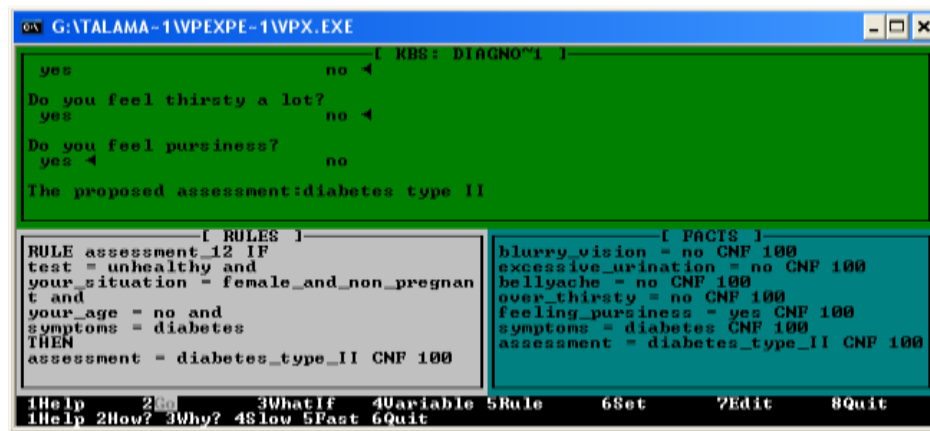 G:\TALAMA~1\VPEXPE~1\VPX.EXE
[ KBS: DIAGNO~1 ]
yes no ◄
Do you feel thirsty a lot?
yes no ◄
Do you feel pursiness?
yes ◄ no
The proposed assessment:diabetes type II
[ RULES ]
RULE assessment_12 IF
test = unhealthy and
your_situation = female_and_non_pregnan
t and
your_age = no and
symptoms = diabetes
THEN
assessment = diabetes_type_II CNF 100
[ FACTS ]
blurry_vision = no CNF 100
excessive_urination = no CNF 100
bellyache = no CNF 100
over_thirsty = no CNF 100
feeling_pursiness = yes CNF 100
symptoms = diabetes CNF 100
assessment = diabetes_type_II CNF 100
1Help 2Go 3WhatIf 4Variable 5Rule 6Set 7Edit 8Quit
1Help 2How? 3Why? 4Slow 5Fast 6Quit